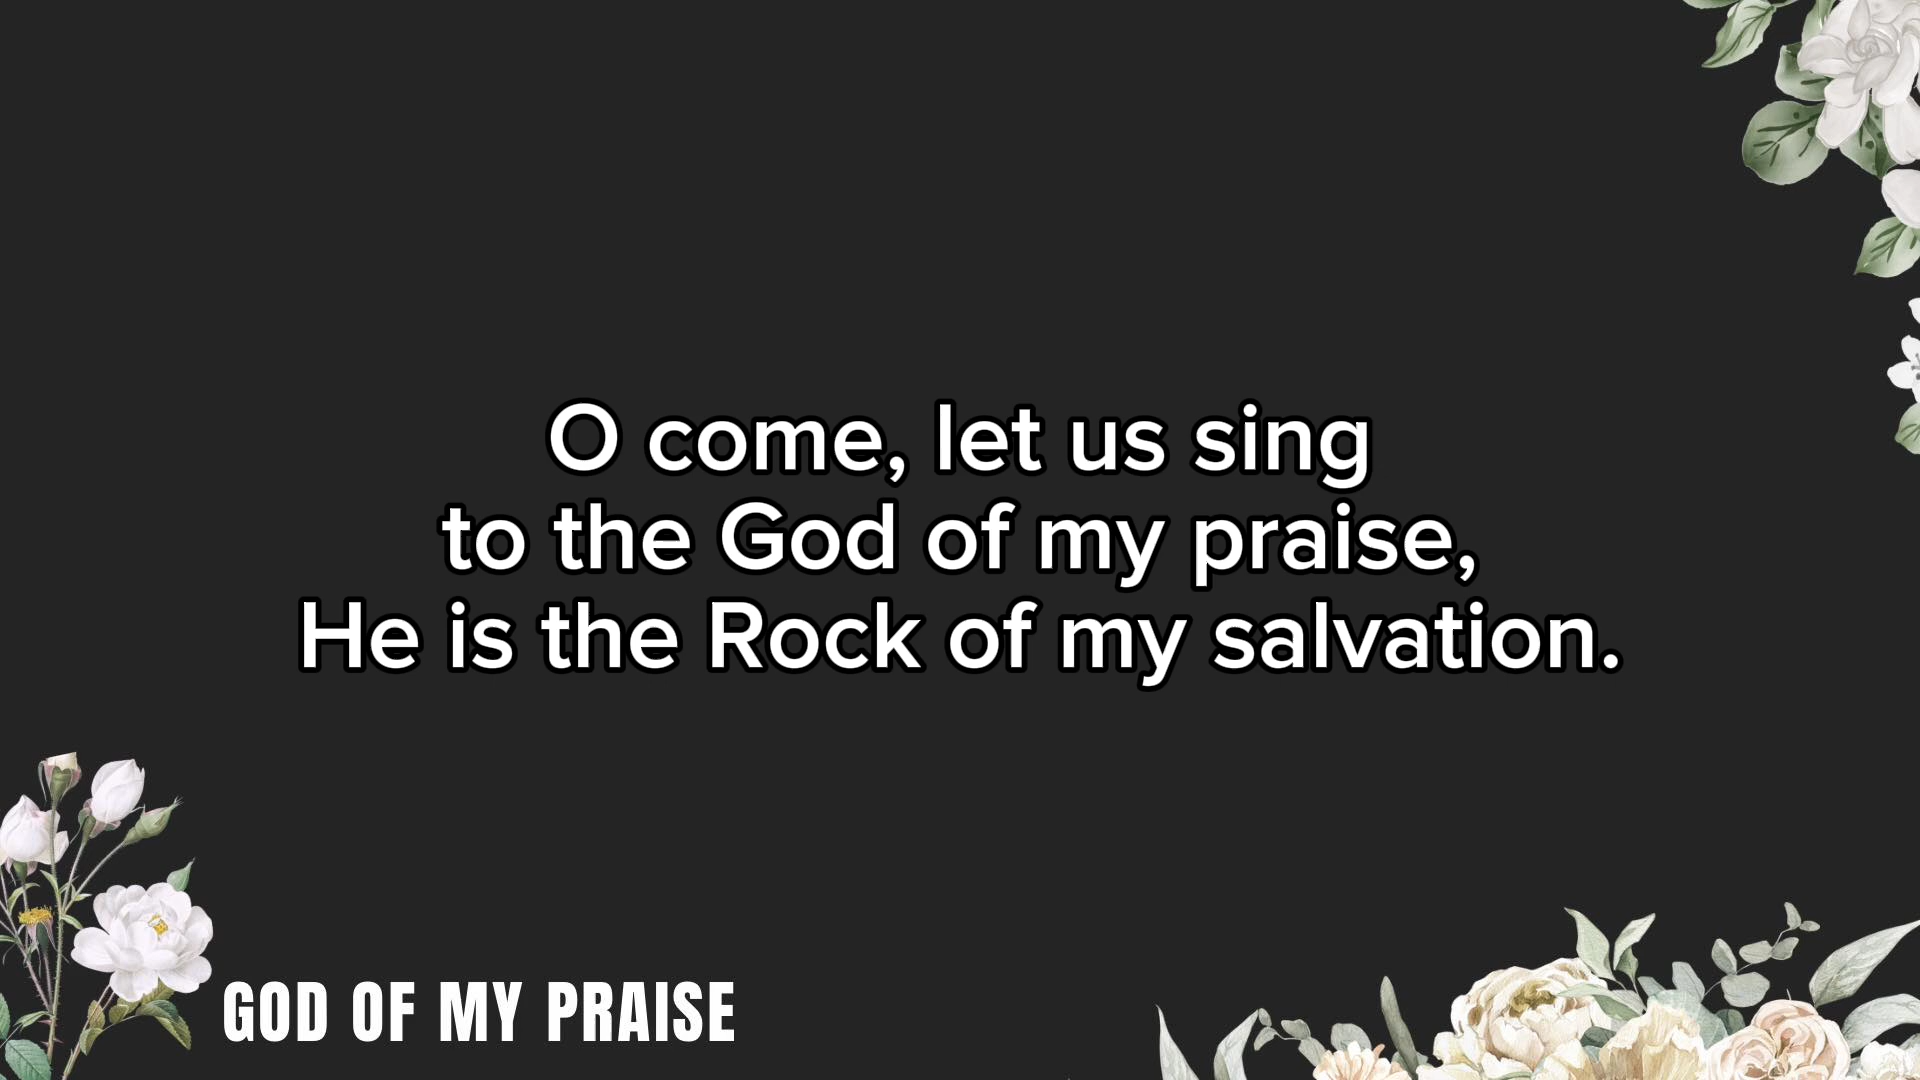 O come, let us sing
to the God of my praise,
He is the Rock of my salvation.
GOD OF MY PRAISE